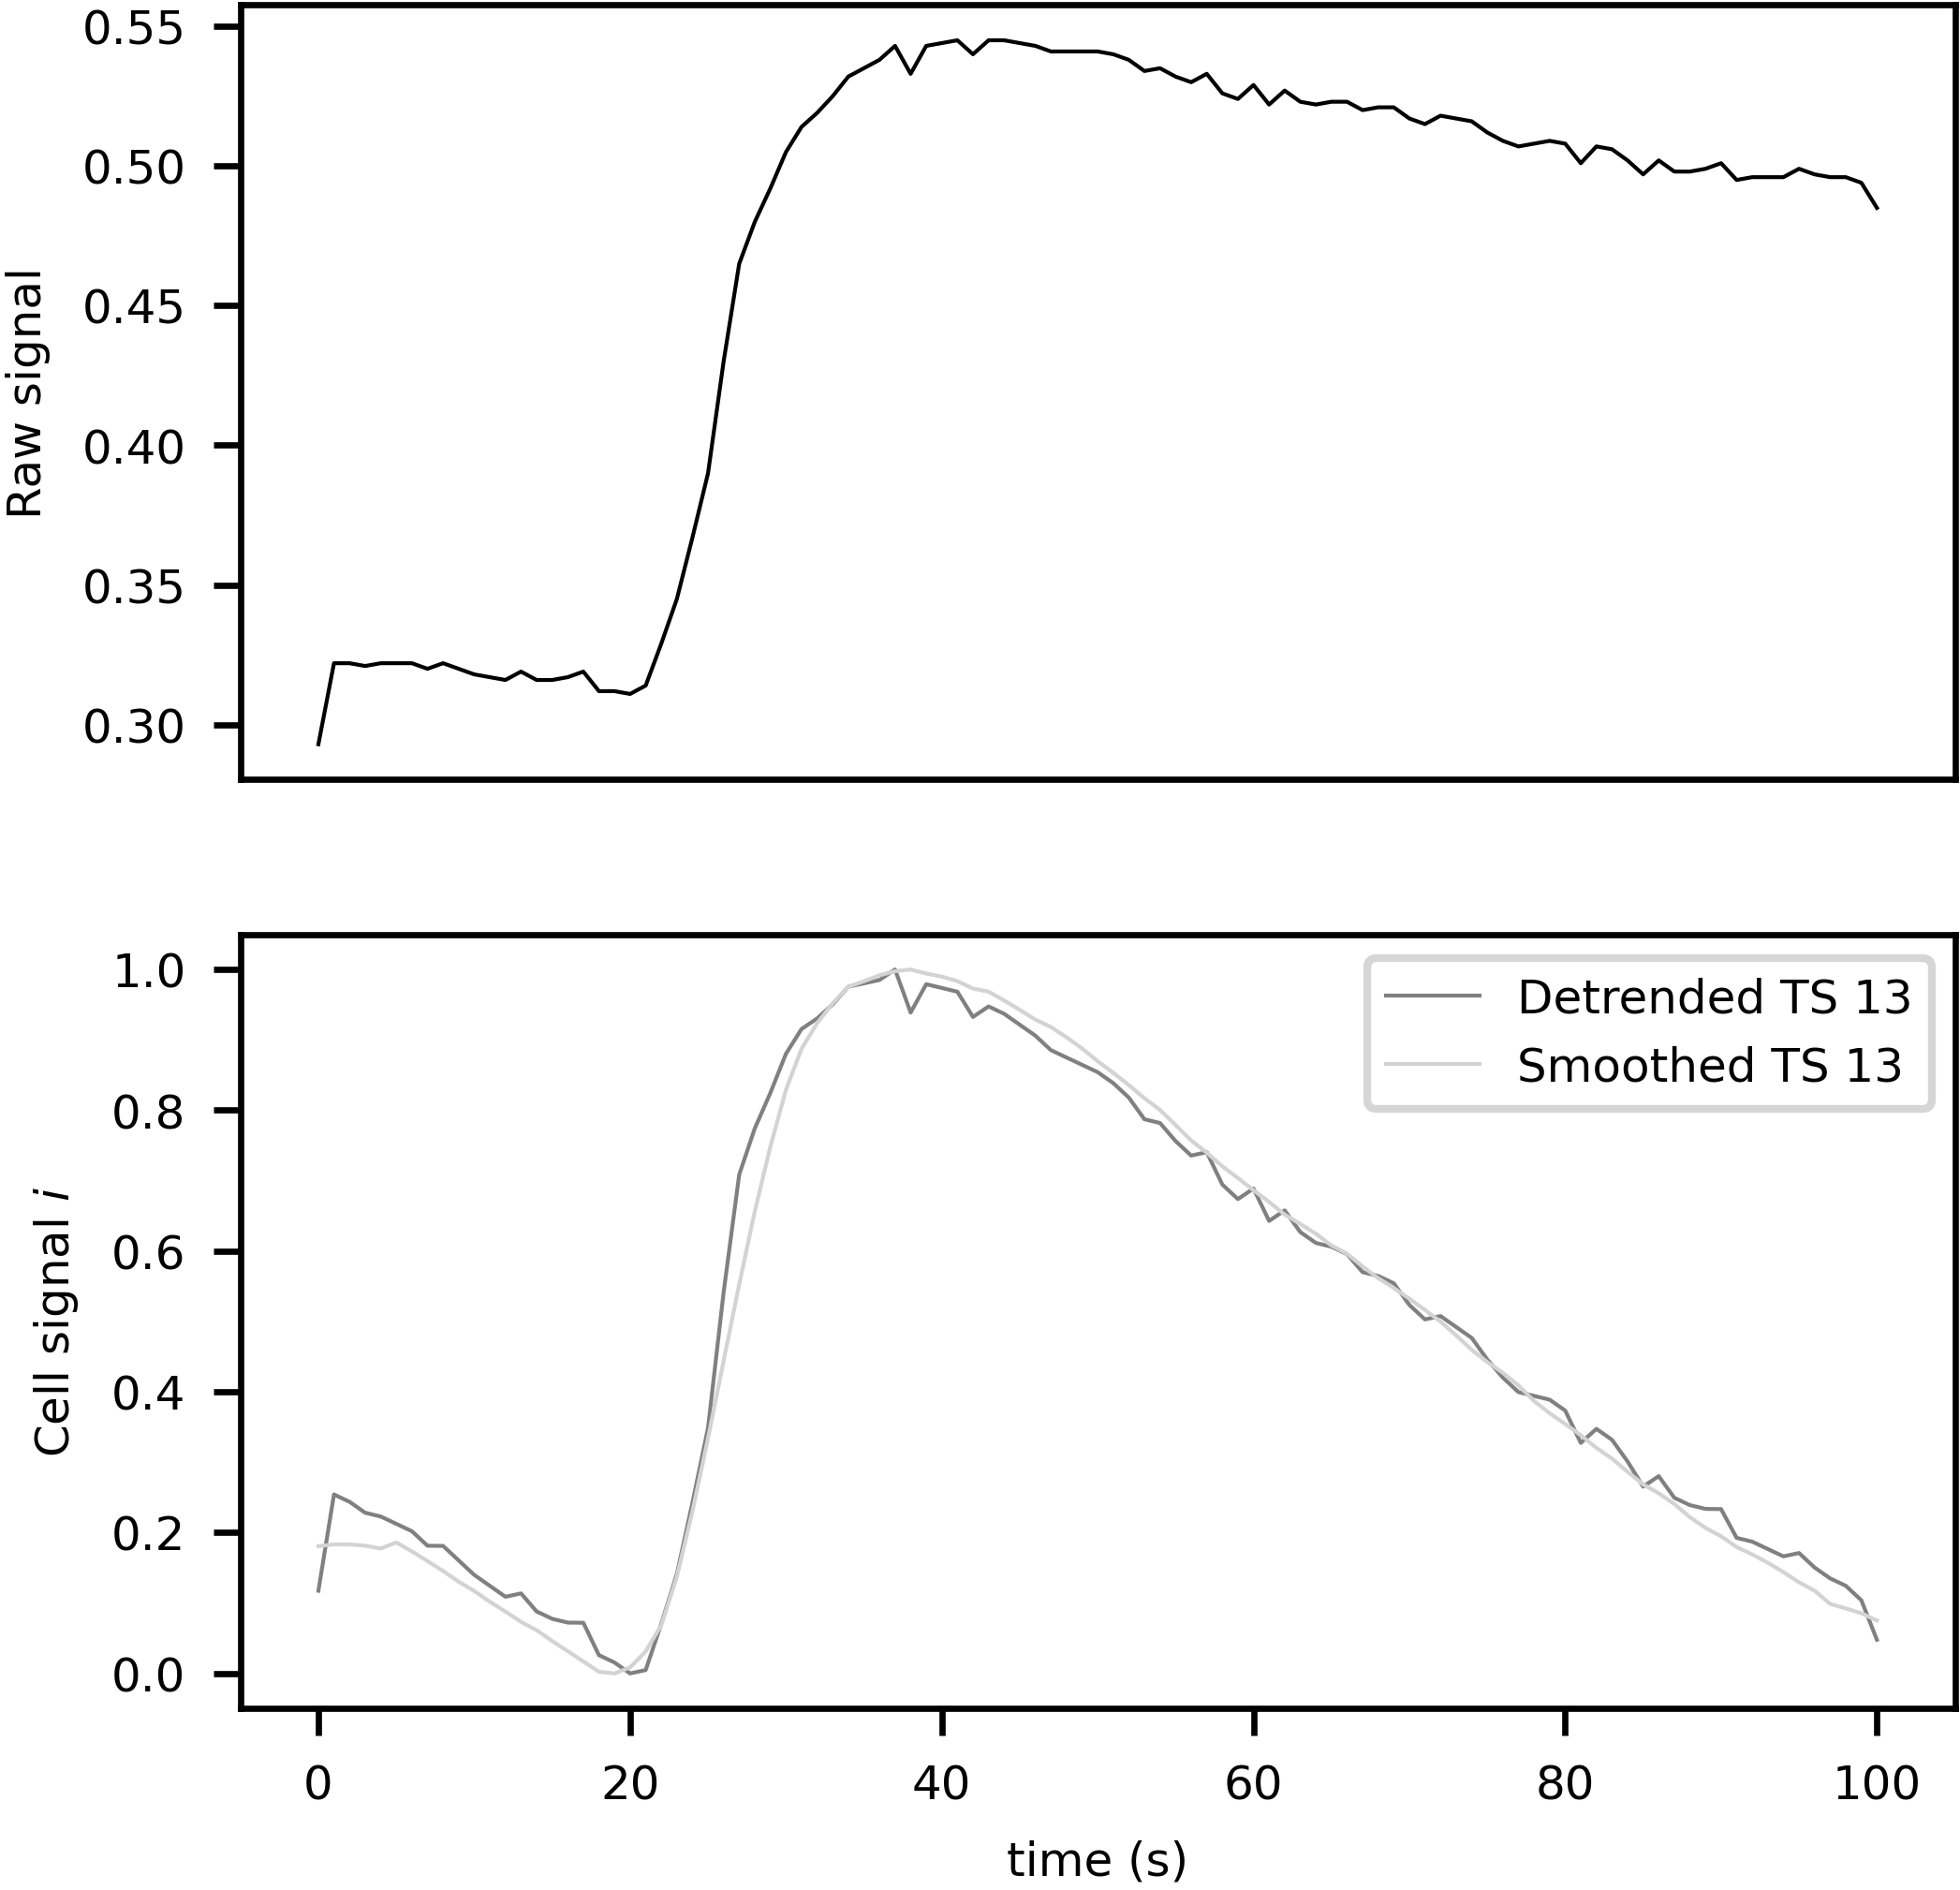 Raw signal
0.55
0.50
0.45
0.40
0.35
0.30
Cell signal i
1.0
0.8
0.6
0.4
0.2
0.0
Detrended TS 13
Smoothed TS 13
0 20 40 60 80 100
time (s)